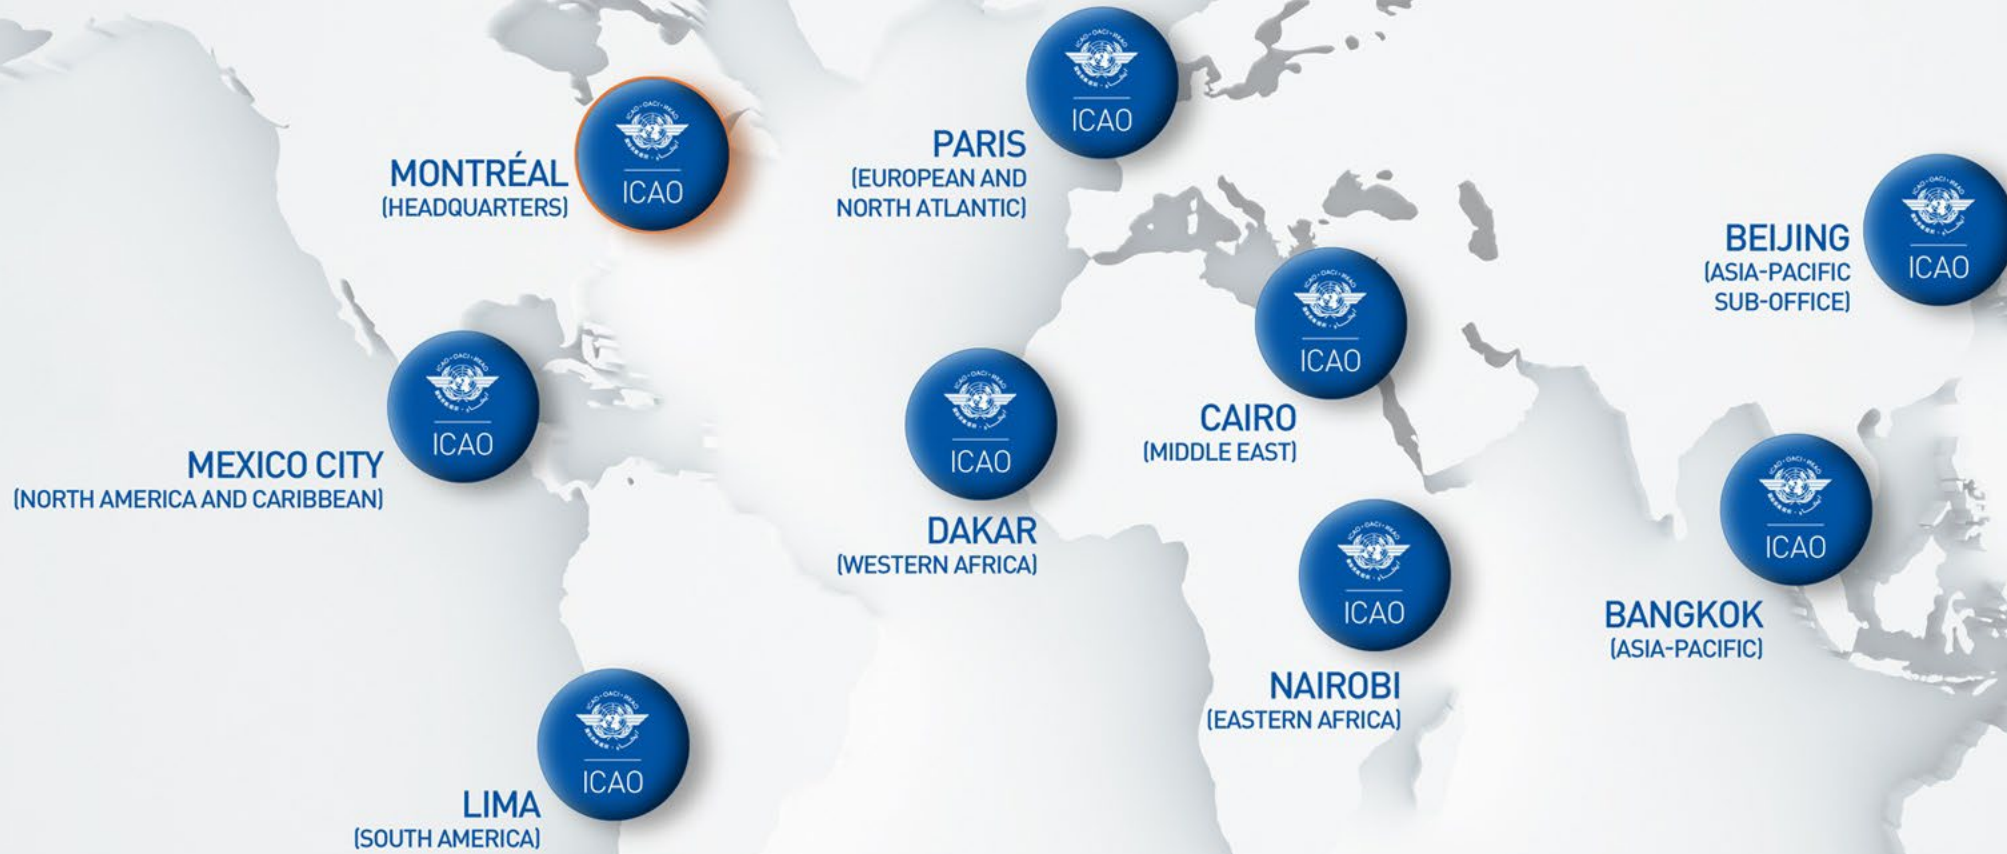 ICAO
MONTRÉAL
(HEADQUARTERS)
ICAO
PARIS
(EUROPEAN AND
NORTH ATLANTIC)
ICAO
BEIJING
(ASIA-PACIFIC
SUB-OFFICE)
ICAO
MEXICO CITY
(NORTH AMERICA AND CARIBBEAN)
ICAO
DAKAR
(WESTERN AFRICA)
ICAO
CAIRO
(MIDDLE EAST)
ICAO
NAIROBI
(EASTERN AFRICA)
ICAO
BANGKOK
(ASIA-PACIFIC)
ICAO
LIMA
(SOUTH AMERICA)